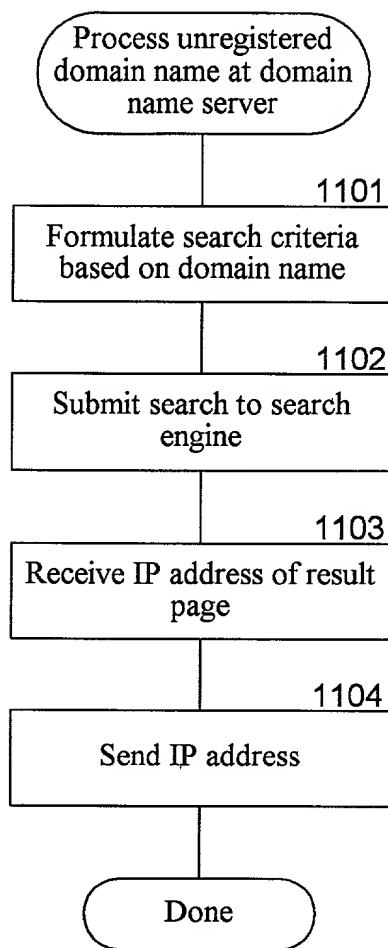 Process unregistered
domain name at domain
name server
1101
Formulate search criteria
based on domain name
1102
Submit search to search
engine
1103
Receive IP address of result
page
1104
Send IP address
Done